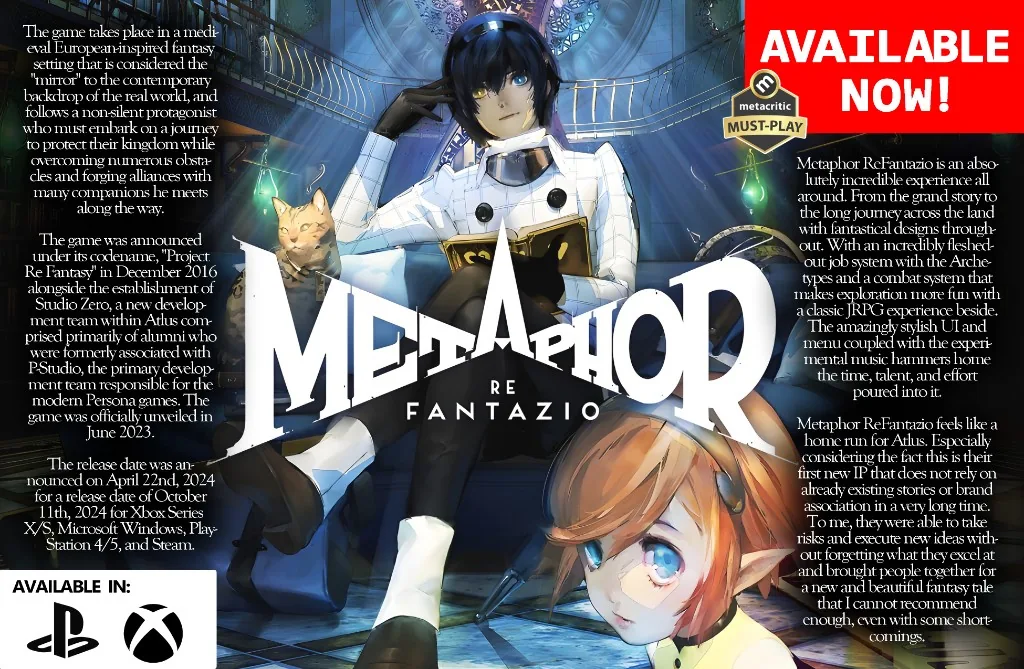 The game takes place in a medi-
eval European-inspired fantasy
setting that is considered the
"mirror" to the contemporary
backdrop of the real world, and
follows a non-silent protagonist
who must embark on a journey
to protect their kingdom while
overcoming numerous obsta-
cles and forging alliances with
many companions he meets
along the way.
The game was announced
under its codename, "Project
Re Fantasy" in December 2016
alongside the establishment of
Studio Zero, a new develop-
ment team within Atlus com-
prised primarily of alumni who
were formerly associated with
P-Studio, the primary develop-
ment team responsible for the
modern Persona games. The
game was officially unveiled in
June 2023.
The release date was an-
nounced on April 22nd, 2024
for a release date of October
11th, 2024 for Xbox Series
X/S, Microsoft Windows, Play-
Station 4/5, and Steam.
AVAILABLE IN:
METAPHOR
RE
FANTAZIO
AVAILABLE
NOW!
metacritic
MUST-PLAY
Metaphor ReFantazio is an abso-
lutely incredible experience all
around. From the grand story to
the long journey across the land
with fantastical designs through-
out. With an incredibly fleshed-
out job system with the Arche-
types and a combat system that
makes exploration more fun with
a classic JRPG experience beside.
The amazingly stylish UI and
menu coupled with the experi-
mental music hammers home
the time, talent, and effort
poured into it.
Metaphor ReFantazio feels like a
home run for Atlus. Especially
considering the fact this is their
first new IP that does not rely on
already existing stories or brand
association in a very long time.
To me, they were able to take
risks and execute new ideas with-
out forgetting what they excel at
and brought people together for
a new and beautiful fantasy tale
that I cannot recommend
enough, even with some short-
comings.